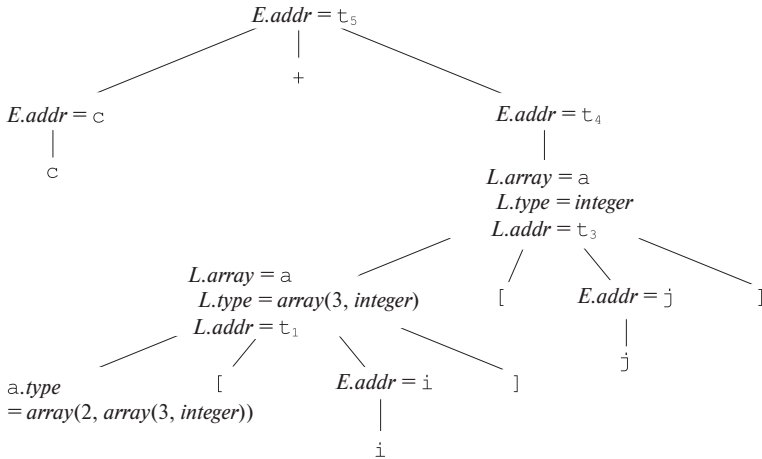 E.addr = t₅
+
E.addr = c
E.addr = t₄
c
L.array = a
L.type = integer
L.addr = t₃
L.array = a
L.type = array(3, integer)
L.addr = t₁
[
E.addr = j
]
j
a.type
= array(2, array(3, integer))
[
E.addr = i
]
i